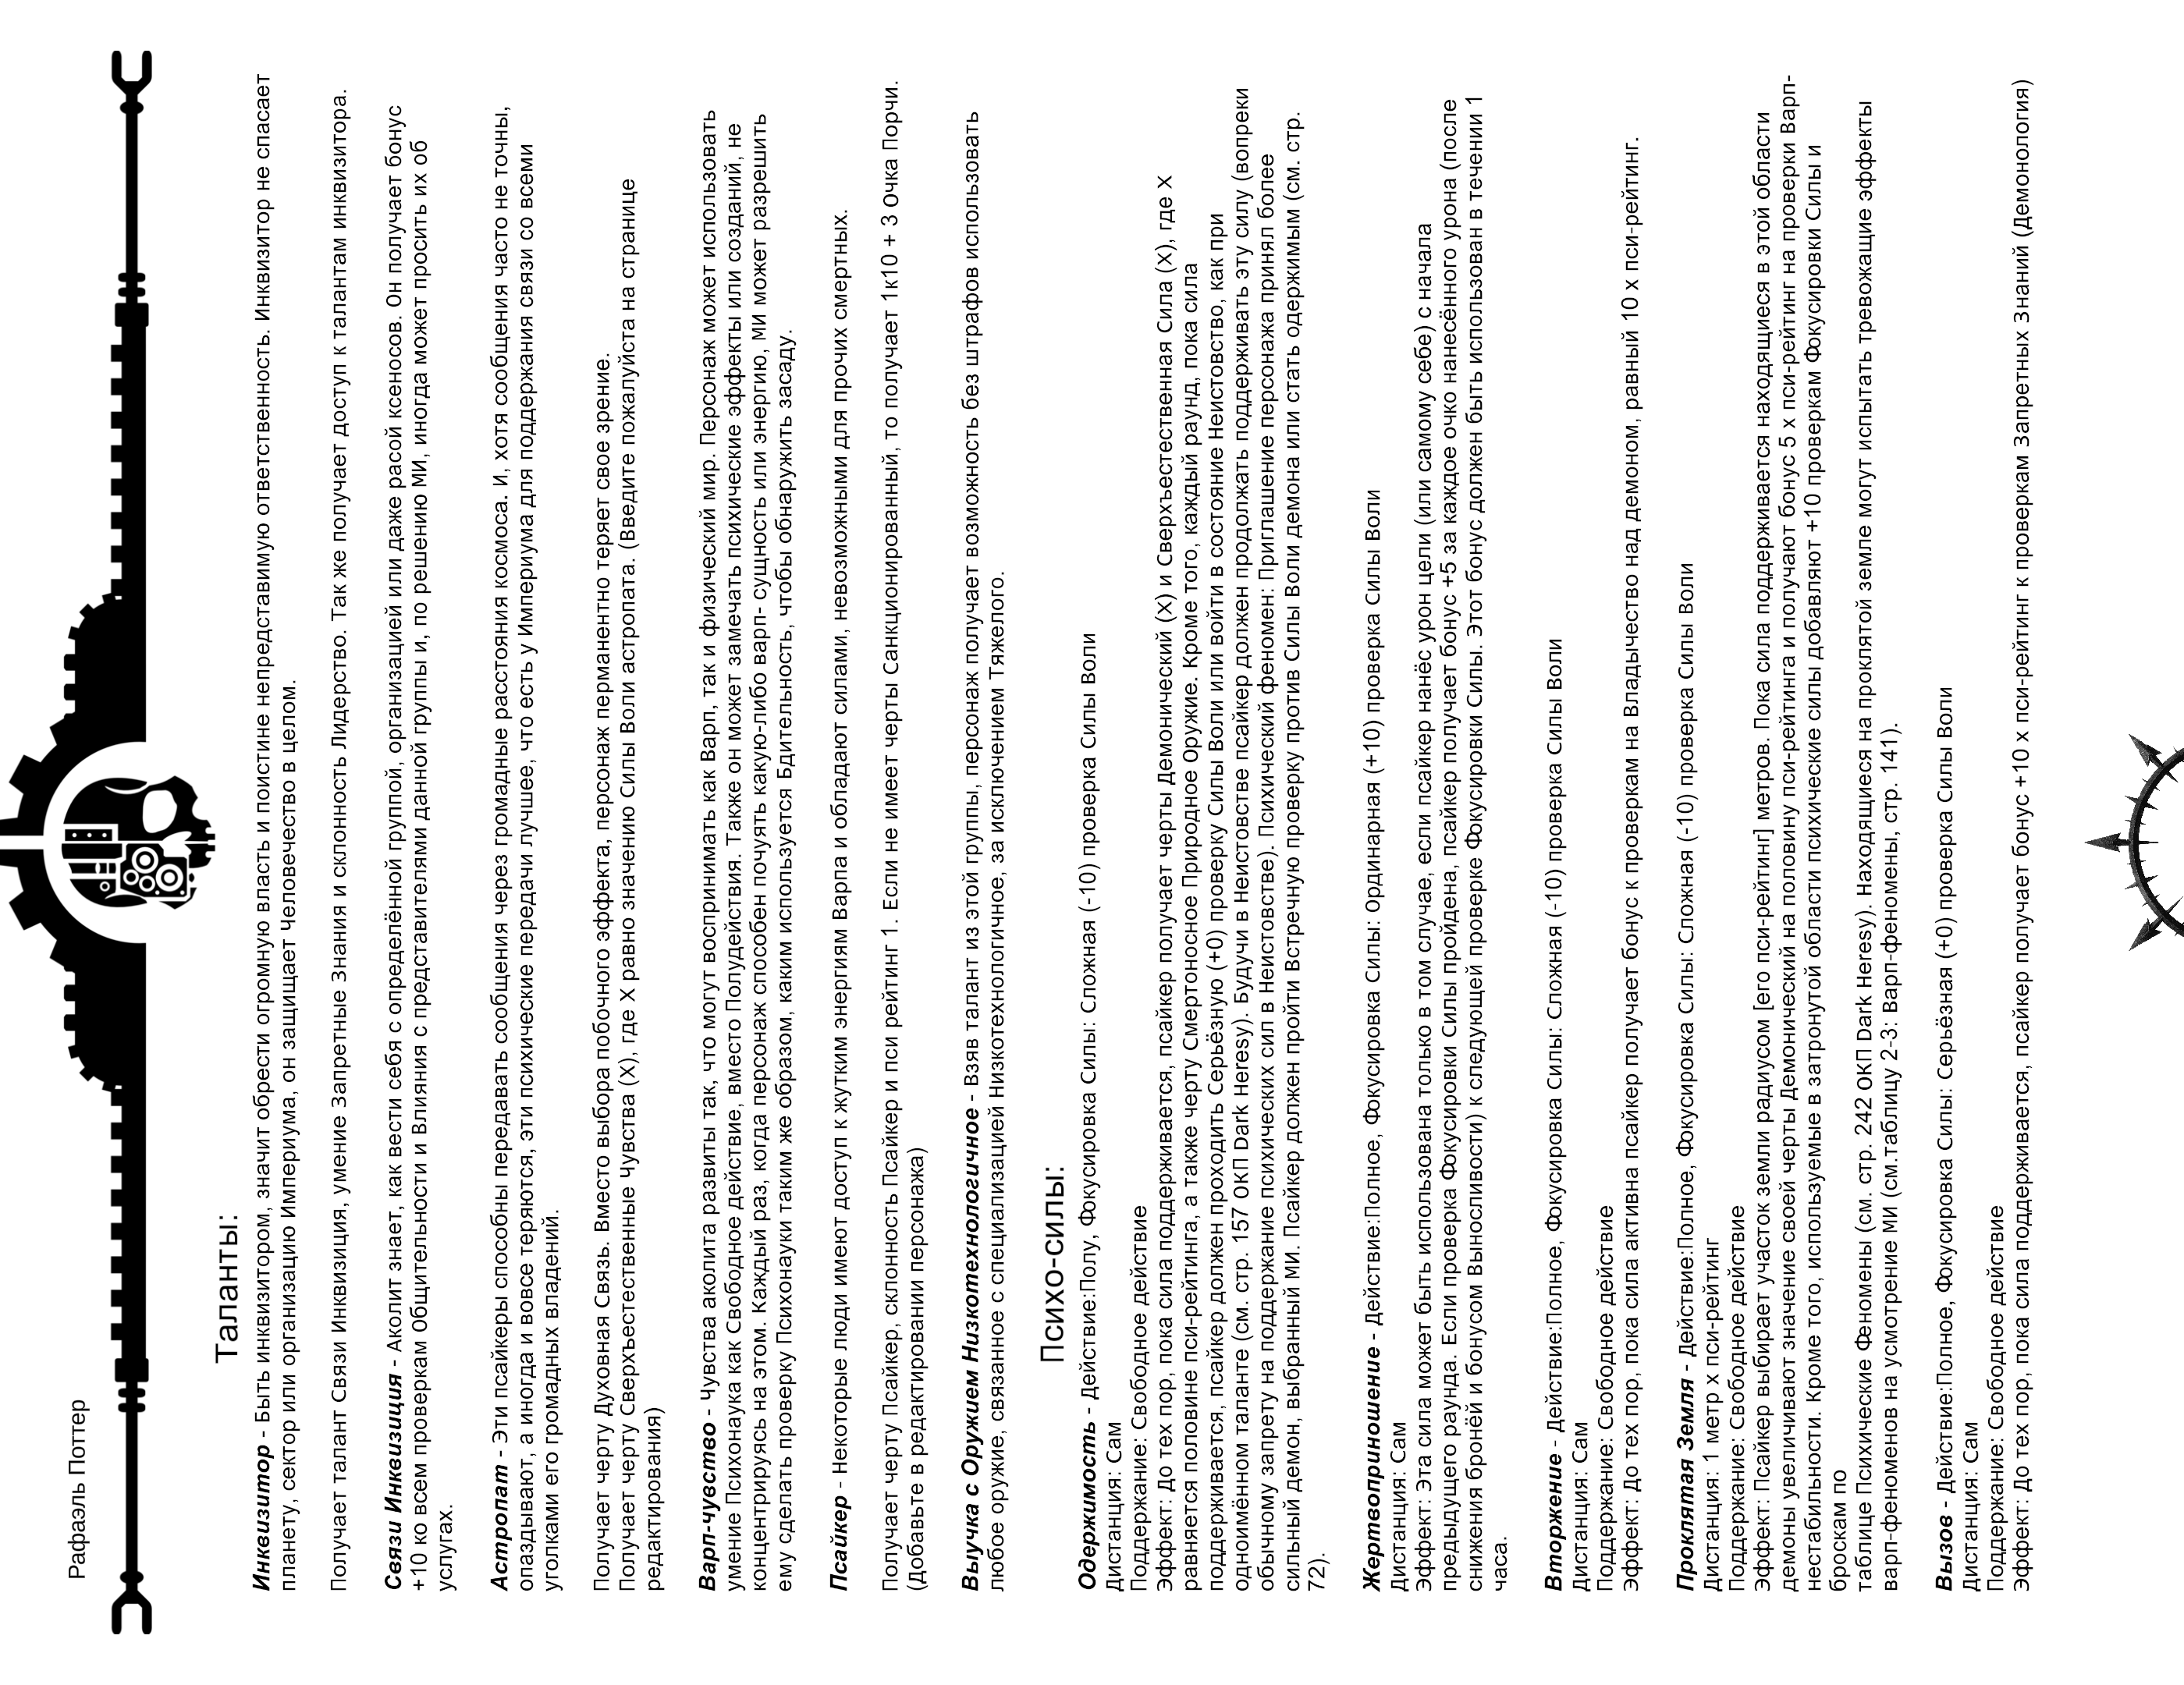 Рафаэль Поттер
Таланты:
Инквизитор - Быть инквизитором, значит обрести огромную власть и поистине непредставимую ответственность. Инквизитор не спасает
планету, сектор или организацию Империума, он защищает Человечество в целом.
Получает талант Связи Инквизиция, умение Запретные Знания и склонность Лидерство. Так же получает доступ к талантам инквизитора.
Связи Инквизиция - Аколит знает, как вести себя с определённой группой, организацией или даже расой ксеносов. Он получает бонус
+10 ко всем проверкам Общительности и Влияния с представителями данной группы и, по решению МИ, иногда может просить их об
услугах.
Астропат - Эти псайкеры способны передавать сообщения через громадные расстояния космоса. И, хотя сообщения часто не точны,
опаздывают, а иногда и вовсе теряются, эти психические передачи лучшее, что есть у Империума для поддержания связи со всеми
уголками его громадных владений.
Получает черту Духовная Связь. Вместо выбора побочного эффекта, персонаж перманентно теряет свое зрение.
Получает черту Сверхъестественные Чувства (X), где X равно значению Силы Воли астропата. (Введите пожалуйста на странице
редактирования)
Варп-чувство - Чувства аколита развиты так, что могут воспринимать как Варп, так и физический мир. Персонаж может использовать
умение Психонаука как Свободное действие, вместо Полудействия. Также он может замечать психические эффекты или созданий, не
концентрируясь на этом. Каждый раз, когда персонаж способен почуять какую-либо варп- сущность или энергию, МИ может разрешить
ему сделать проверку Психонауки таким же образом, каким используется Бдительность, чтобы обнаружить засаду.
Псайкер - Некоторые люди имеют доступ к жутким энергиям Варпа и обладают силами, невозможными для прочих смертных.
Получает черту Псайкер, склонность Псайкер и пси рейтинг 1. Если не имеет черты Санкционированный, то получает 1к10 + 3 Очка Порчи.
(Добавьте в редактировании персонажа)
Выучка с Оружием Низкотехнологичное - Взяв талант из этой группы, персонаж получает возможность без штрафов использовать
любое оружие, связанное с специализацией Низкотехнологичное, за исключением Тяжелого.
Психо-силы:
Одержимость - Действие:Полу, Фокусировка Силы: Сложная (-10) проверка Силы Воли
Дистанция: Сам
Поддержание: Свободное действие
Эффект: До тех пор, пока сила поддерживается, псайкер получает черты Демонический (X) и Сверхъестественная Сила (X), где X
равняется половине пси-рейтинга, а также черту Смертоносное Природное Оружие. Кроме того, каждый раунд, пока сила
поддерживается, псайкер должен проходить Серьёзную (+0) проверку Силы Воли или войти в состояние Неистовство, как при
одноимённом таланте (см. стр. 157 ОКП Dark Heresy). Будучи в Неистовстве псайкер должен продолжать поддерживать эту силу (вопреки
обычному запрету на поддержание психических сил в Неистовстве). Психический феномен: Приглашение персонажа принял более
сильный демон, выбранный МИ. Псайкер должен пройти Встречную проверку против Силы Воли демона или стать одержимым (см. стр.
72).
Жертвоприношение - Действие:Полное, Фокусировка Силы: Ординарная (+10) проверка Силы Воли
Дистанция: Сам
Эффект: Эта сила может быть использована только в том случае, если псайкер нанёс урон цели (или самому себе) с начала
предыдущего раунда. Если проверка Фокусировки Силы пройдена, псайкер получает бонус +5 за каждое очко нанесённого урона (после
снижения бронёй и бонусом Выносливости) к следующей проверке Фокусировки Силы. Этот бонус должен быть использован в течении 1
часа.
Вторжение - Действие:Полное, Фокусировка Силы: Сложная (-10) проверка Силы Воли
Дистанция: Сам
Поддержание: Свободное действие
Эффект: До тех пор, пока сила активна псайкер получает бонус к проверкам на Владычество над демоном, равный 10 х пси-рейтинг.
Проклятая Земля - Действие:Полное, Фокусировка Силы: Сложная (-10) проверка Силы Воли
Дистанция: 1 метр х пси-рейтинг
Поддержание: Свободное действие
Эффект: Псайкер выбирает участок земли радиусом [его пси-рейтинг] метров. Пока сила поддерживается находящиеся в этой области
демоны увеличивают значение своей черты Демонический на половину пси-рейтинга и получают бонус 5 х пси-рейтинг на проверки Варп-
нестабильности. Кроме того, используемые в затронутой области психические силы добавляют +10 проверкам Фокусировки Силы и
броскам по
таблице Психические Феномены (см. стр. 242 ОКП Dark Heresy). Находящиеся на проклятой земле могут испытать тревожащие эффекты
варп-феноменов на усмотрение МИ (см.таблицу 2-3: Варп-феномены, стр. 141).
Вызов - Действие:Полное, Фокусировка Силы: Серьёзная (+0) проверка Силы Воли
Дистанция: Сам
Поддержание: Свободное действие
Эффект: До тех пор, пока сила поддерживается, псайкер получает бонус +10 х пси-рейтинг к проверкам Запретных Знаний (Демонология)